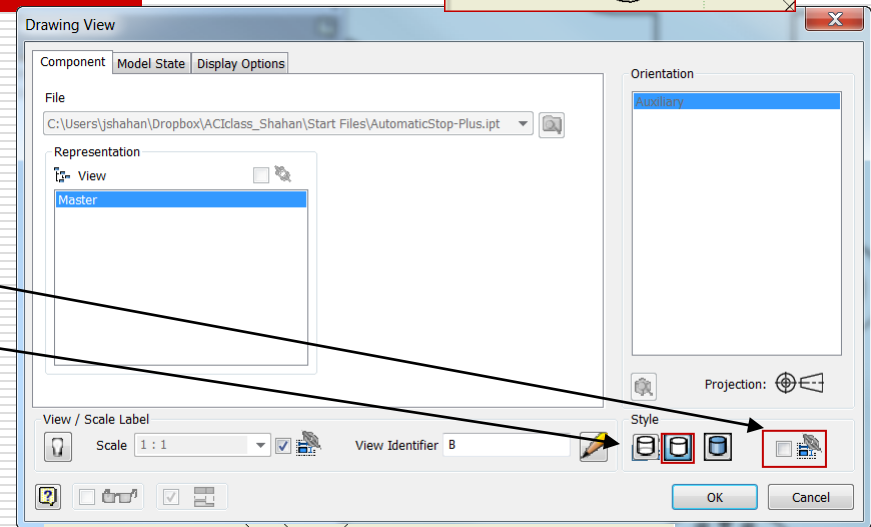 Drawing View
X
Component Model State Display Options
Orientation
File
Auxiliary
C:\Users\jshahan\Dropbox\ACIclass_Shahan\Start Files\AutomaticStop-Plus.ipt
Representation
View
Master
Projection:
View / Scale Label
Style
Scale 1 : 1 View Identifier B
?
OK Cancel